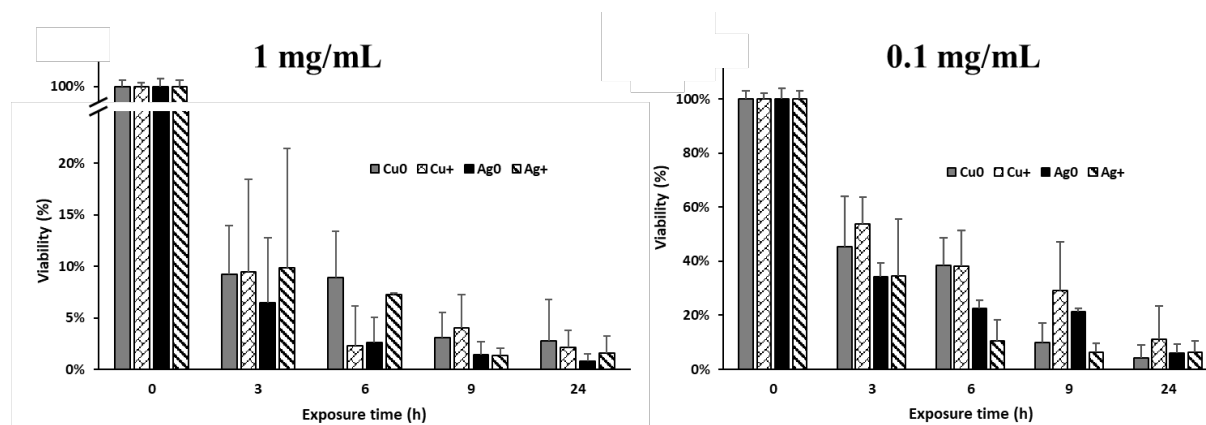 1 mg/mL
100%
20%
15%
10%
5%
0%
Viability (%)
Cu0 Cu+ Ag0 Ag+
0 3 6 9 24
Exposure time (h)
0.1 mg/mL
100%
80%
60%
40%
20%
0%
Viability (%)
Cu0 Cu+ Ag0 Ag+
0 3 6 9 24
Exposure time (h)